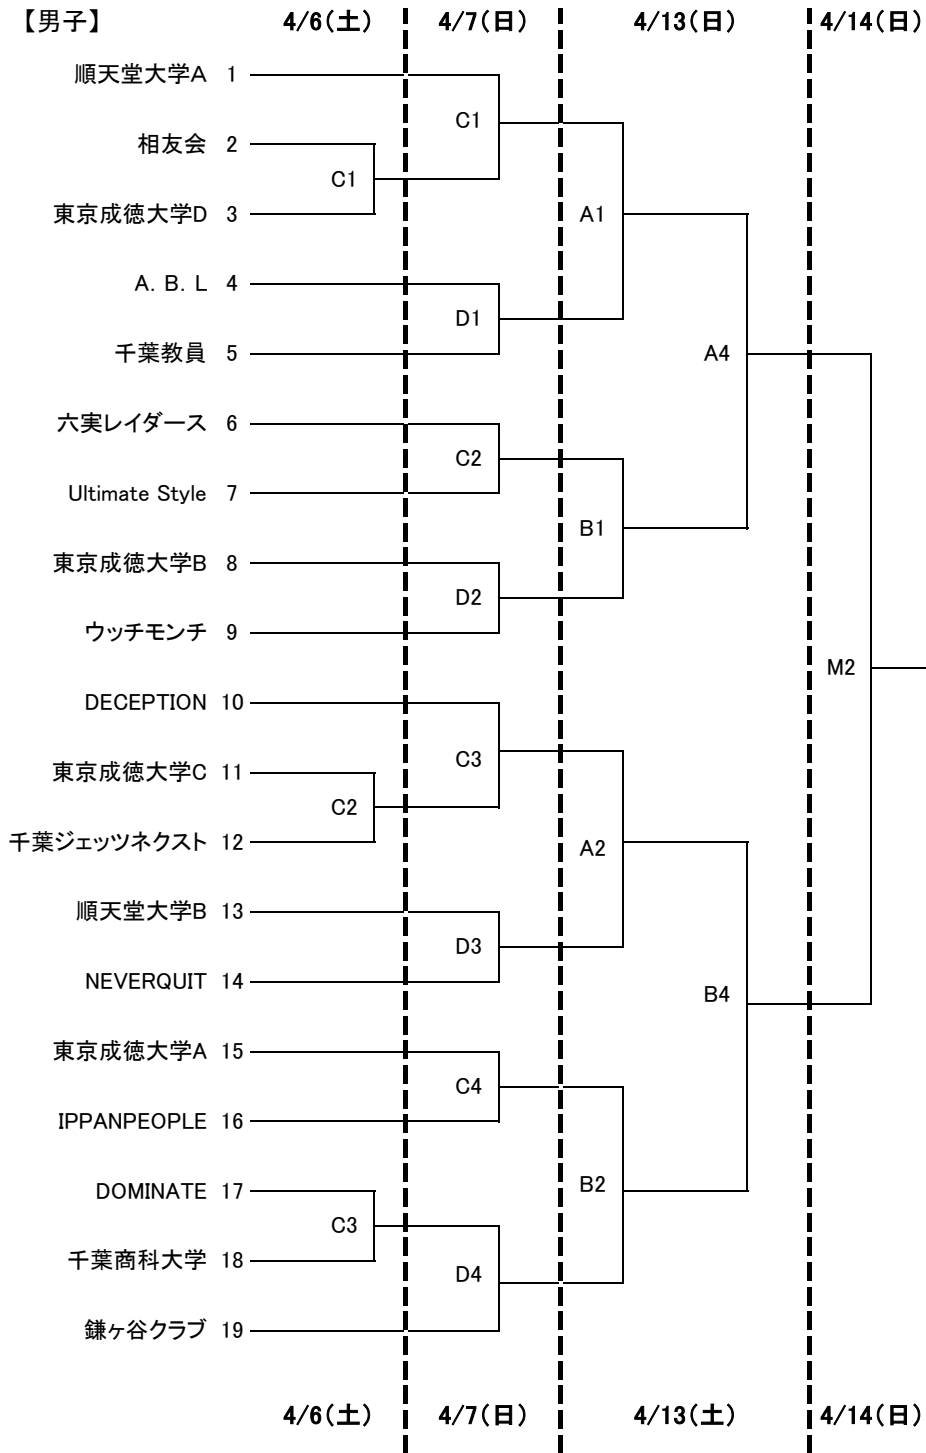 【男子】 4/6(土) 4/7(日) 4/13(日) 4/14(日)
順天堂大学A 1
C1
相友会 2
C1
東京成徳大学D 3
A1
A. B. L 4
D1
千葉教員 5
A4
六実レイダース 6
C2
Ultimate Style 7
B1
東京成徳大学B 8
D2
ウッチモンチ 9
M2
DECEPTION 10
C3
東京成徳大学C 11
C2
千葉ジェッツネクスト 12
A2
順天堂大学B 13
D3
NEVERQUIT 14
B4
東京成徳大学A 15
C4
IPPANPEOPLE 16
B2
DOMINATE 17
C3
千葉商科大学 18
D4
鎌ヶ谷クラブ 19
4/6(土) 4/7(日) 4/13(土) 4/14(日)